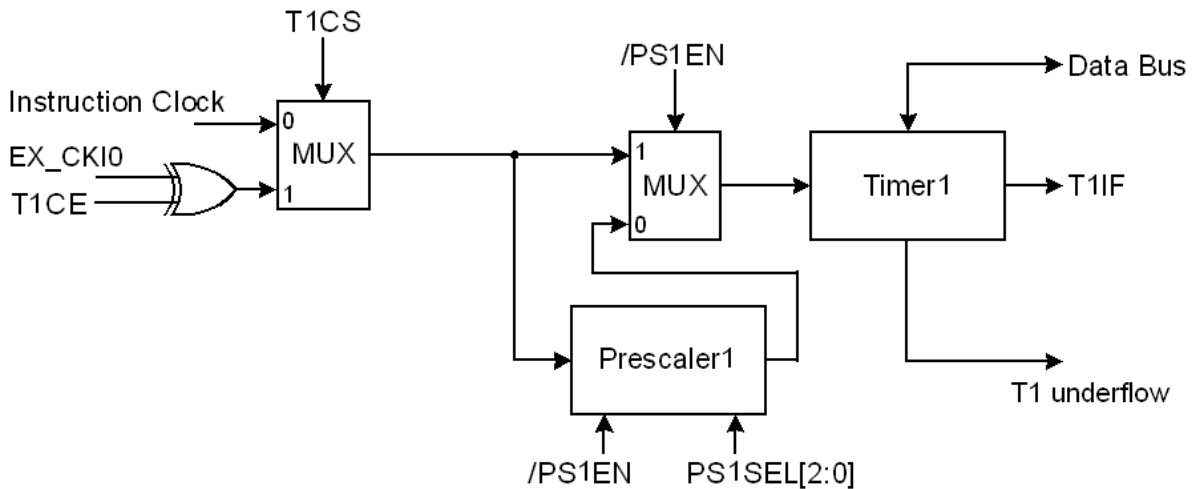 T1CS
/PS1EN
Data Bus
Instruction Clock
0
MUX
EX_CKI0
T1CE
1
1
MUX
0
Timer1
T1IF
Prescaler1
T1 underflow
/PS1EN
PS1SEL[2:0]